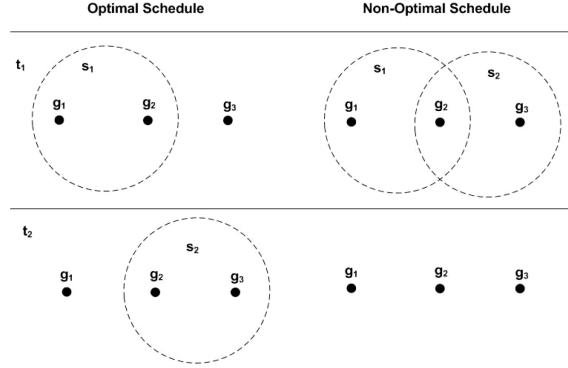 Optimal Schedule Non-Optimal Schedule
t1 s1 s1 s2
g1 g2 g3 g1 g2 g3
t2 s2
g1 g2 g3 g1 g2 g3